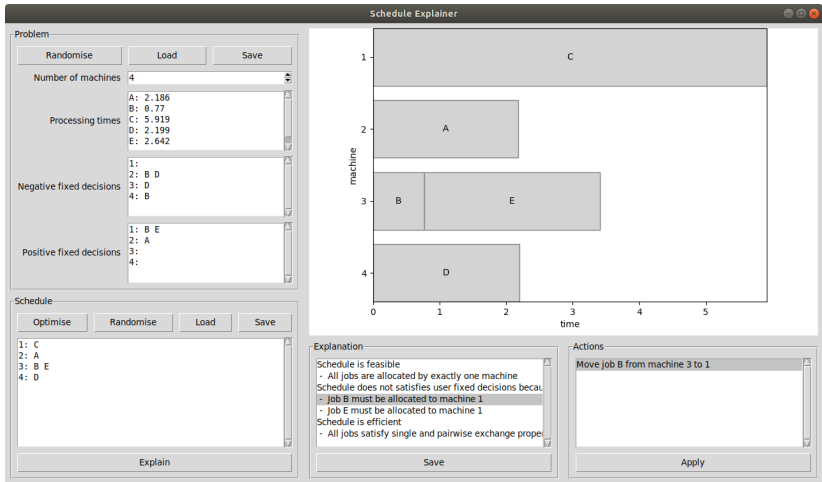 Schedule Explainer
Problem
Randomise Load Save
Number of machines 4
Processing times
A: 2.186
B: 0.77
C: 5.919
D: 2.199
E: 2.642
Negative fixed decisions
1:
2: B D
3: D
4: B
Positive fixed decisions
1: B E
2: A
3:
4:
Schedule
Optimise Randomise Load Save
1: C
2: A
3: B E
4: D
Explain
machine
1 C
2 A
3 B E
4 D
0 1 2 3 4 5
time
Explanation
Schedule is feasible
- All jobs are allocated by exactly one machine
Schedule does not satisfies user fixed decisions becau
- Job B must be allocated to machine 1
- Job E must be allocated to machine 1
Schedule is efficient
- All jobs satisfy single and pairwise exchange proper
Save
Actions
Move job B from machine 3 to 1
Apply